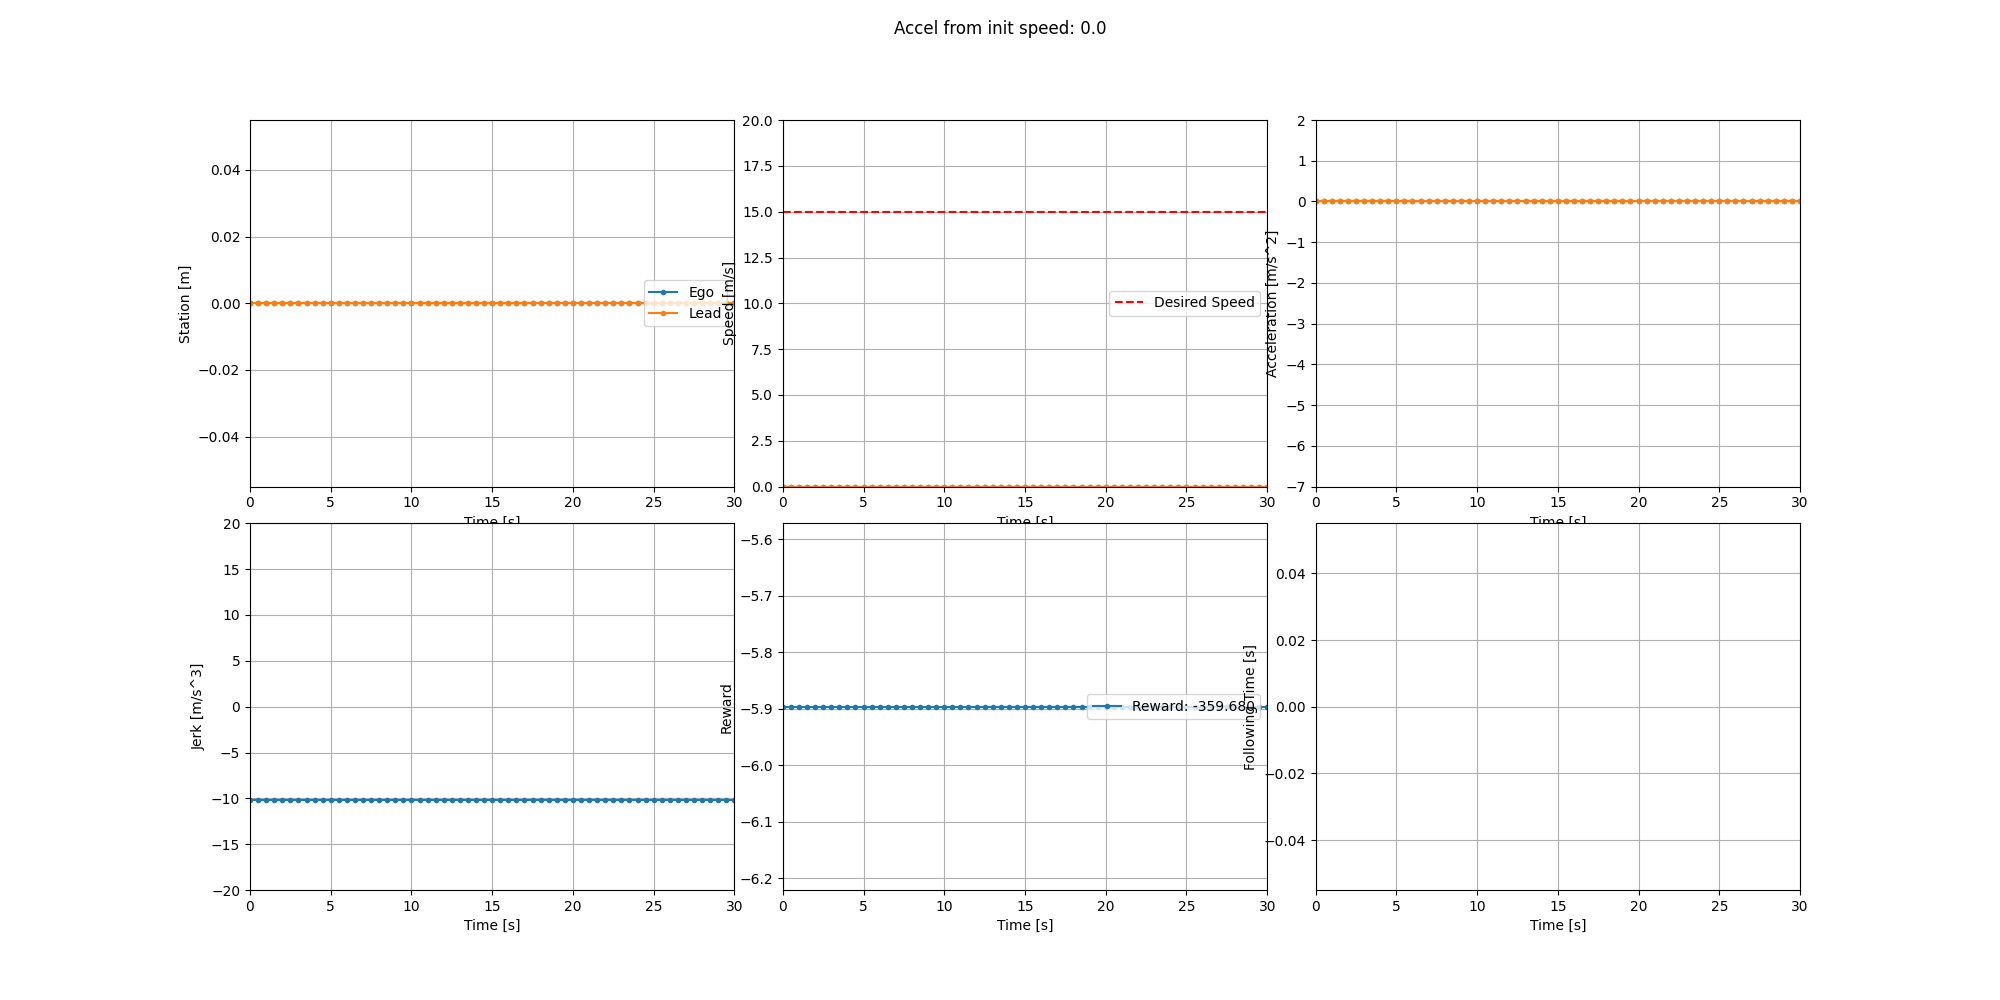 Accel from init speed: 0.0
0.04
0.02
0.00
−0.02
−0.04
Station [m]
0 5 10 15 20 25 30
Time [s]
Ego
Lead
20.0
17.5
15.0
12.5
10.0
7.5
5.0
2.5
0.0
Speed [m/s]
0 5 10 15 20 25 30
Time [s]
Desired Speed
2
1
0
−1
−2
−3
−4
−5
−6
−7
Acceleration [m/s^2]
0 5 10 15 20 25 30
Time [s]
20
15
10
5
0
−5
−10
−15
−20
Jerk [m/s^3]
0 5 10 15 20 25 30
Time [s]
−5.6
−5.7
−5.8
−5.9
−6.0
−6.1
−6.2
Reward
0 5 10 15 20 25 30
Time [s]
Reward:
0.04
0.02
0.00
−0.02
−0.04
Following Time [s]
0 5 10 15 20 25 30
Time [s]